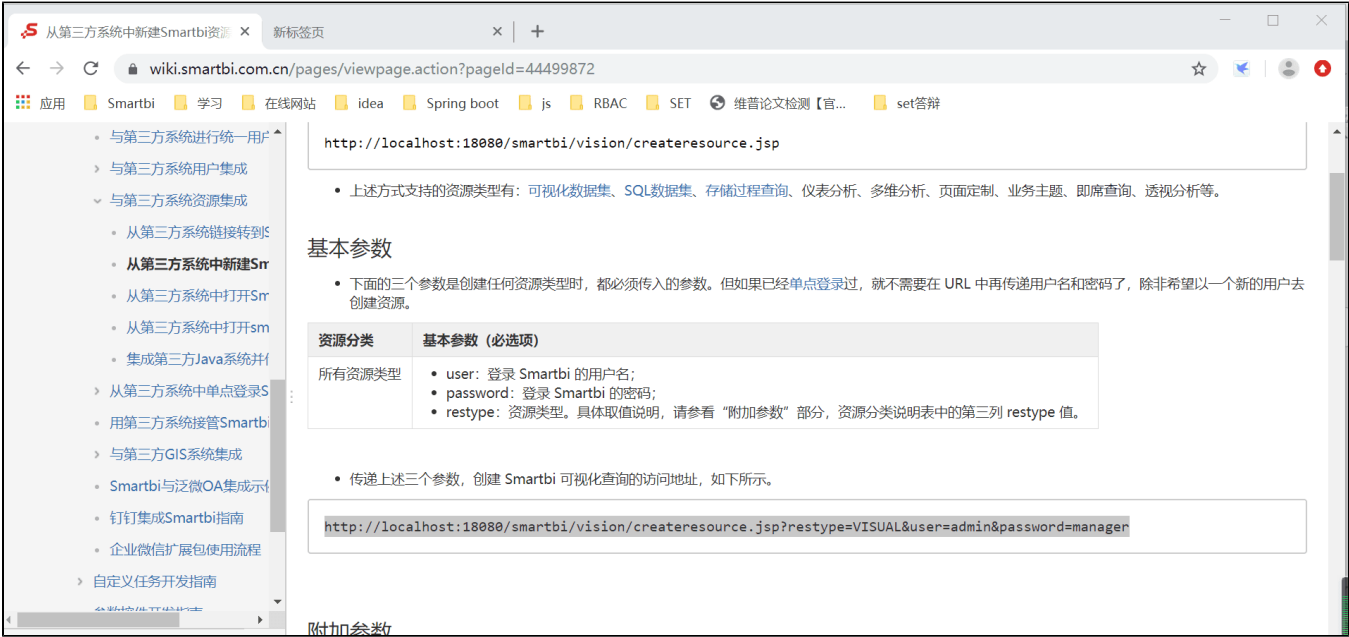 从第三方系统中新建Smartbi资源
新标签页
wiki.smartbi.com.cn/pages/viewpage.action?pageId=44499872
应用 Smartbi 学习 在线网站 idea Spring boot js RBAC SET 维普论文检测【官... set答辩
与第三方系统进行统一用户
与第三方系统用户集成
与第三方系统资源集成
从第三方系统链接转到S
从第三方系统中新建Sm
从第三方系统中打开Sm
从第三方系统中打开sm
集成第三方Java系统并
从第三方系统中单点登录S
用第三方系统接管Smartbi
与第三方GIS系统集成
Smartbi与泛微OA集成示
钉钉集成Smartbi指南
企业微信扩展包使用流程
自定义任务开发指南
参数控件开发指南
http://localhost:18080/smartbi/vision/createresource.jsp
上述方式支持的资源类型有：可视化数据集、SQL数据集、存储过程查询、仪表分析、多维分析、页面定制、业务主题、即席查询、透视分析等。
基本参数
下面的三个参数是创建任何资源类型时，都必须传入的参数。但如果已经单点登录过，就不需要在 URL 中再传递用户名和密码了，除非希望以一个新的用户去
创建资源。
资源分类 基本参数（必选项）
所有资源类型
user：登录 Smartbi 的用户名；
password：登录 Smartbi 的密码；
restype：资源类型。具体取值说明，请参看“附加参数”部分，资源分类说明表中的第三列 restype 值。
传递上述三个参数，创建 Smartbi 可视化查询的访问地址，如下所示。
http://localhost:18080/smartbi/vision/createresource.jsp?restype=VISUAL&user=admin&password=manager
附加参数